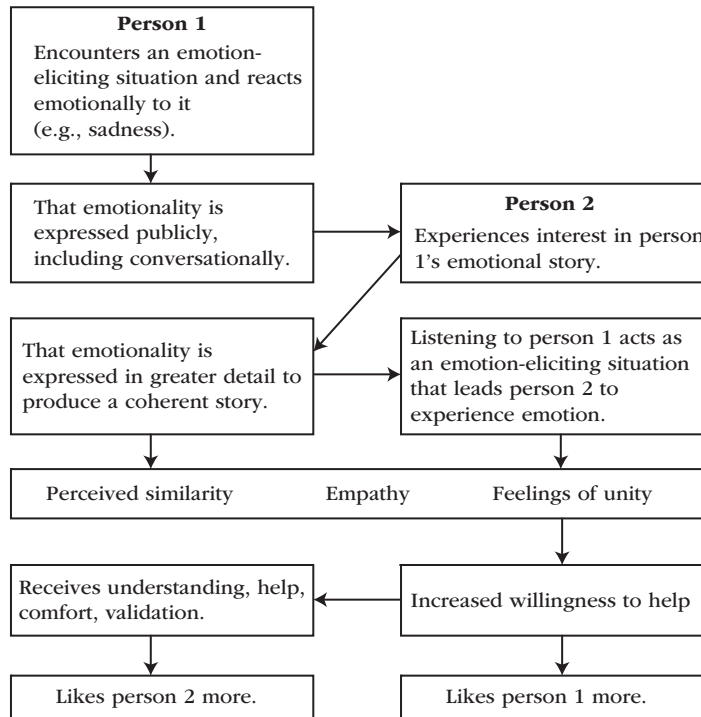 Person 1
Encounters an emotion-
eliciting situation and reacts
emotionally to it
(e.g., sadness).
That emotionality is
expressed publicly,
including conversationally.
Person 2
Experiences interest in person
1's emotional story.
That emotionality is
expressed in greater detail to
produce a coherent story.
Listening to person 1 acts as
an emotion-eliciting situation
that leads person 2 to
experience emotion.
Perceived similarity Empathy Feelings of unity
Receives understanding, help,
comfort, validation.
Increased willingness to help
Likes person 2 more.
Likes person 1 more.